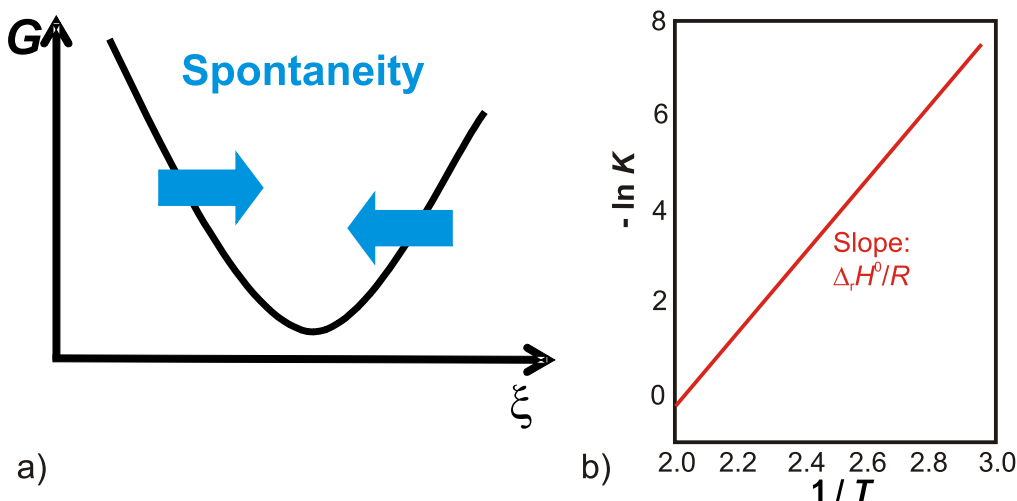 G
Spontaneity
ξ
a)
- ln K
8
6
4
2
0
Slope:
ΔᵣH⁰/R
2.0 2.2 2.4 2.6 2.8 3.0
1 / T
b)